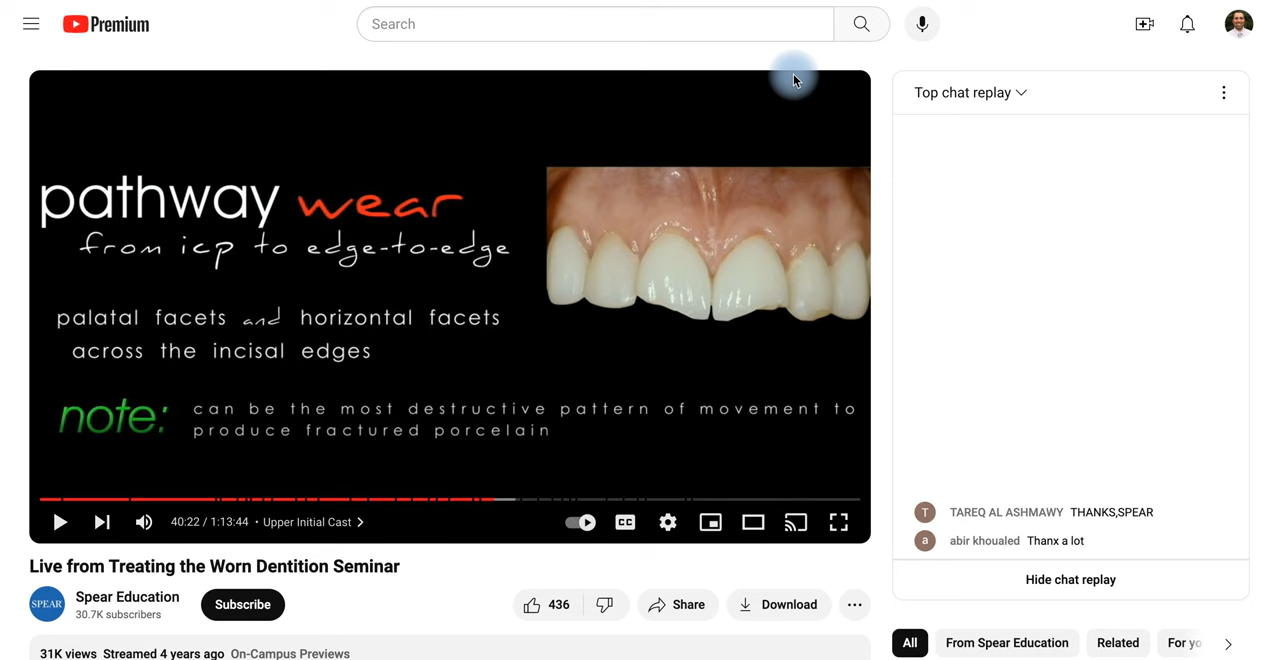 Premium
Search
Top chat replay
pathway wear
from icp to edge-to-edge
palatal facets and horizontal facets
across the incisal edges
note: can be the most destructive pattern of movement to
produce fractured porcelain
40:22 / 1:13:44 • Upper Initial Cast
CC
T TAREQ AL ASHMAWY THANKS,SPEAR
a abir khoualed Thanx a lot
Hide chat replay
Live from Treating the Worn Dentition Seminar
SPEAR
Spear Education
30.7K subscribers
Subscribe
436
Share
Download
All
From Spear Education
Related
For yo
31K views Streamed 4 years ago On-Campus Previews